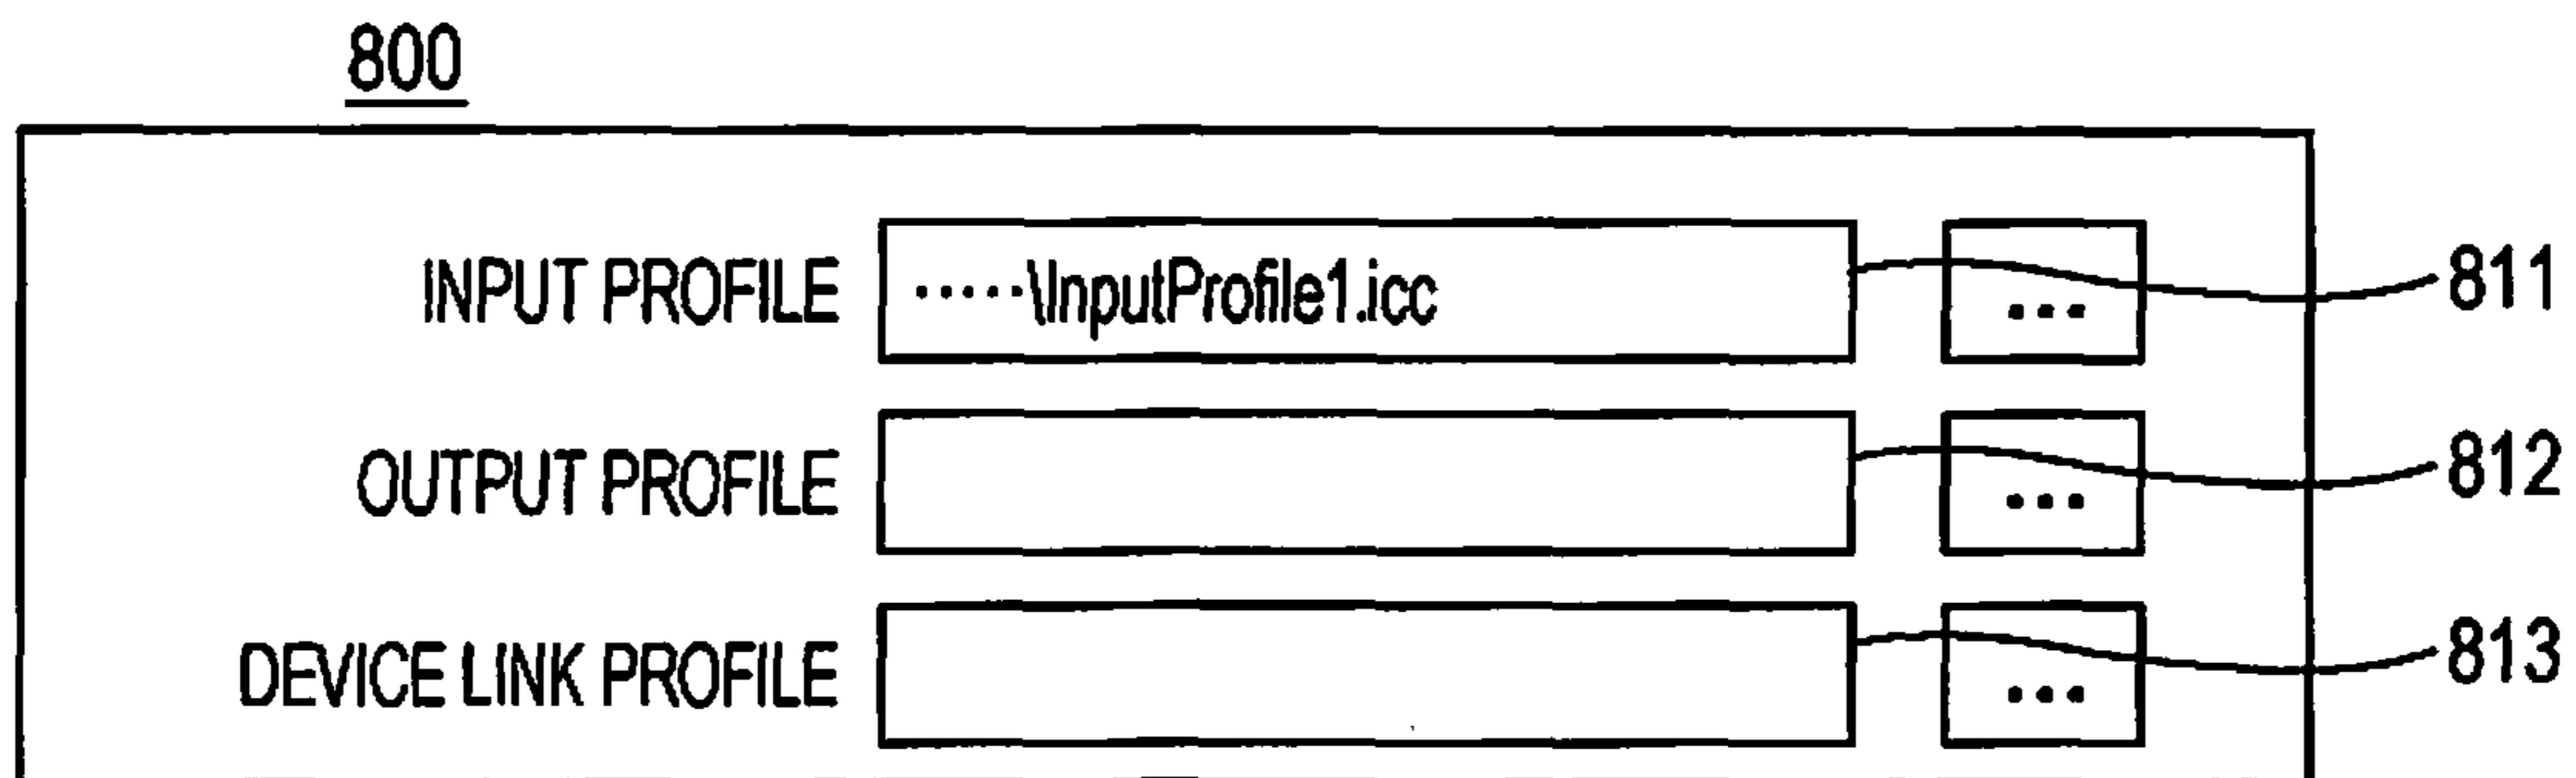 800
INPUT PROFILE ·····\InputProfile1.icc ... 811
OUTPUT PROFILE ... 812
DEVICE LINK PROFILE ... 813